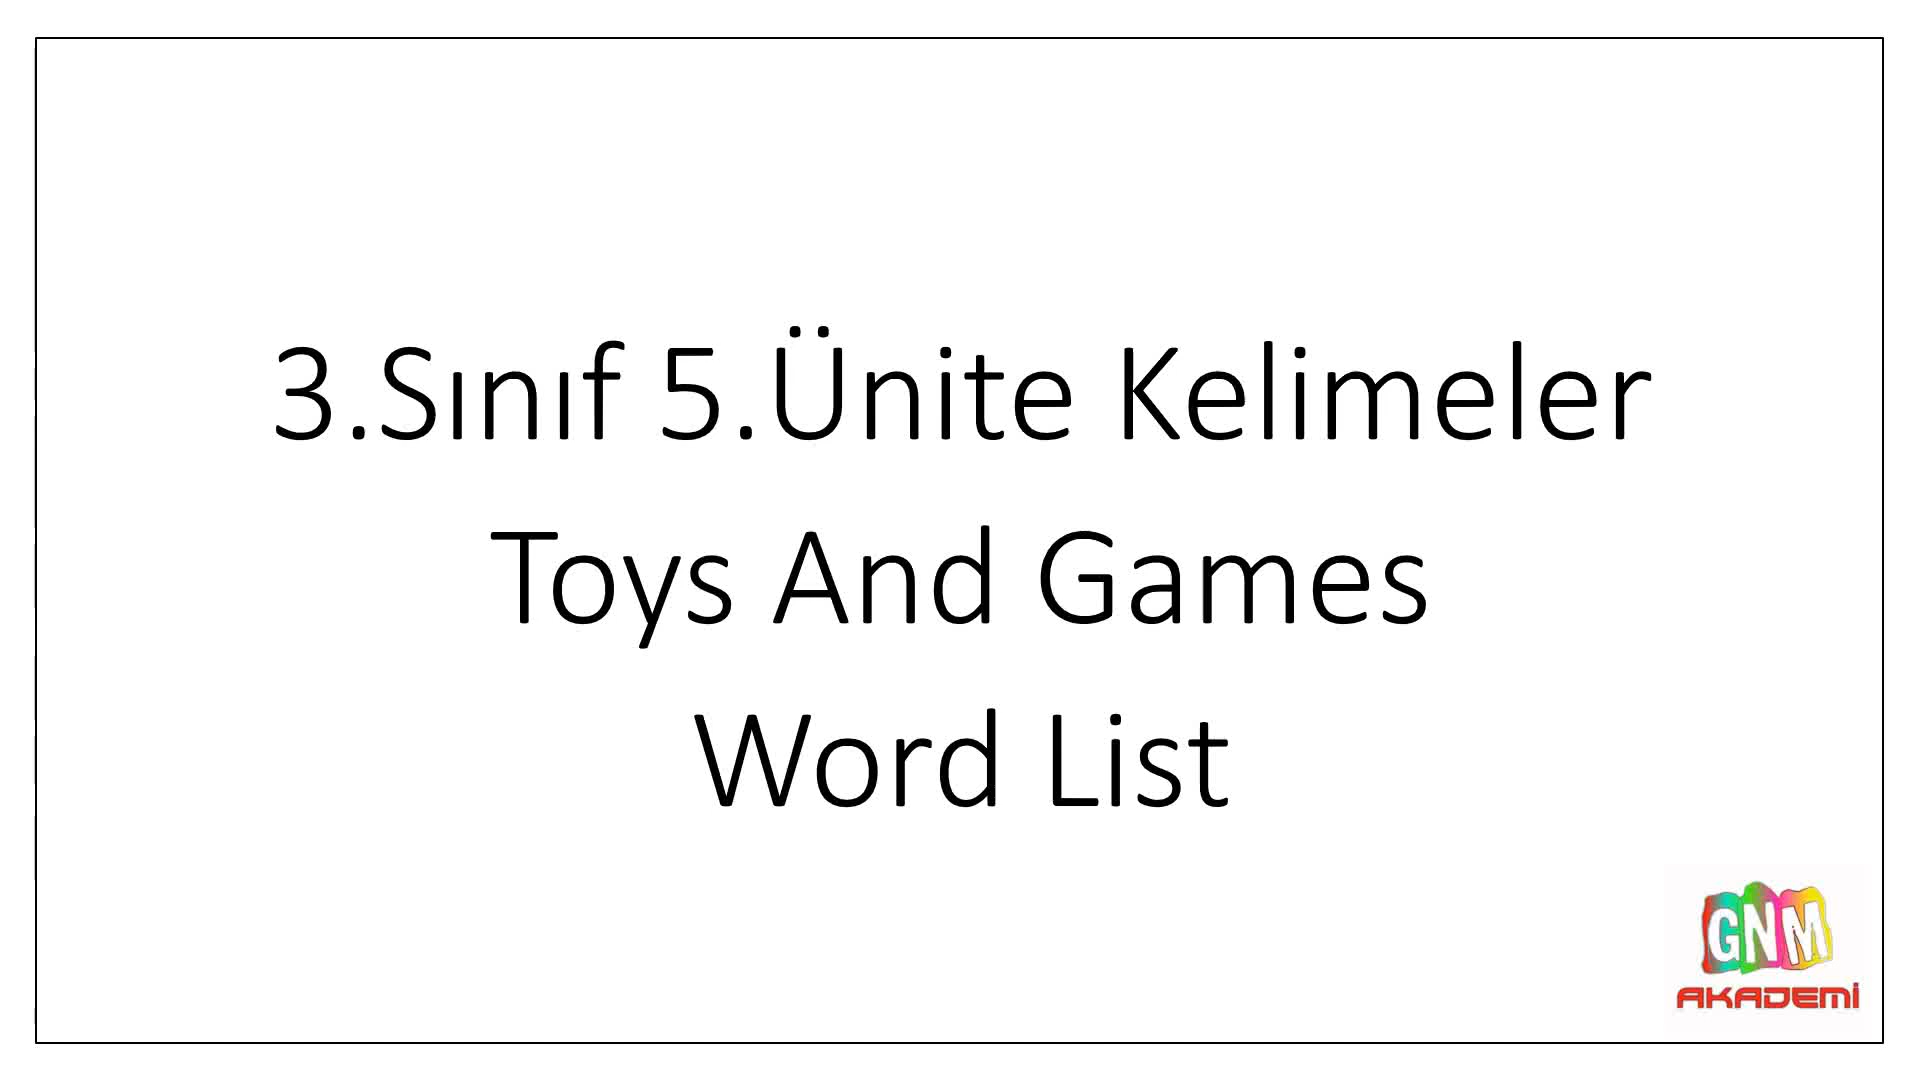 3.Sınıf 5.Ünite Kelimeler
Toys And Games
Word List
GNM
AKADEMİ